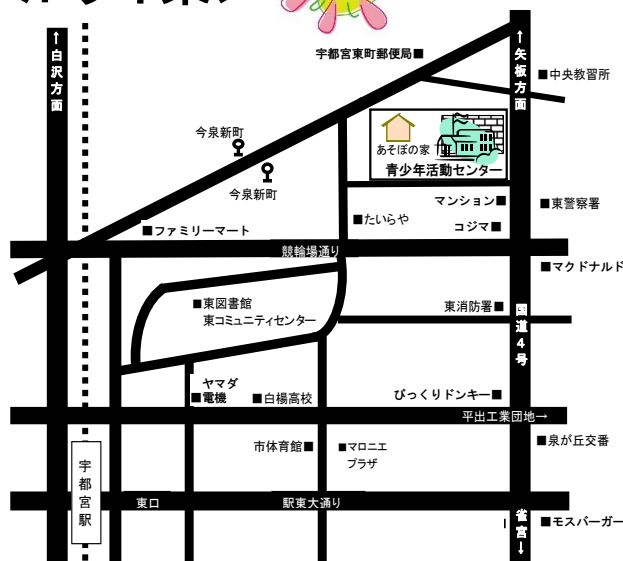 宇都宮東町郵便局■
↑白沢方面
↑矢板方面
■中央教習所
今泉新町
あそぼの家
青少年活動センター
今泉新町
マンション■
■東警察署
■たいらや
コジマ■
■ファミリーマート
競輪場通り
■マクドナルド
■東図書館
東コミュニティセンター
東消防署■
国道4号
ヤマダ
■電機
■白楊高校
びっくりドンキー■
平出工業団地→
市体育館■
■マロニエ
プラザ
■泉が丘交番
宇都宮駅
東口
駅東大通り
雀宮↓
■モスバーガー